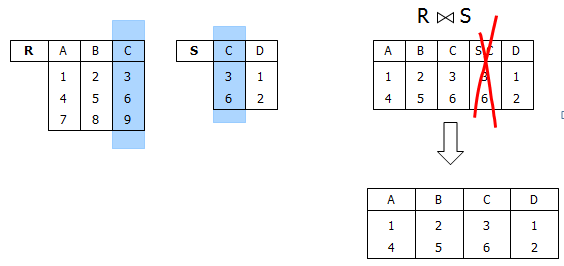 R ⋈ S
R A B C
1 2 3
4 5 6
7 8 9
S C D
3 1
6 2
A B C S.C D
1 2 3 3 1
4 5 6 6 2
A B C D
1 2 3 1
4 5 6 2